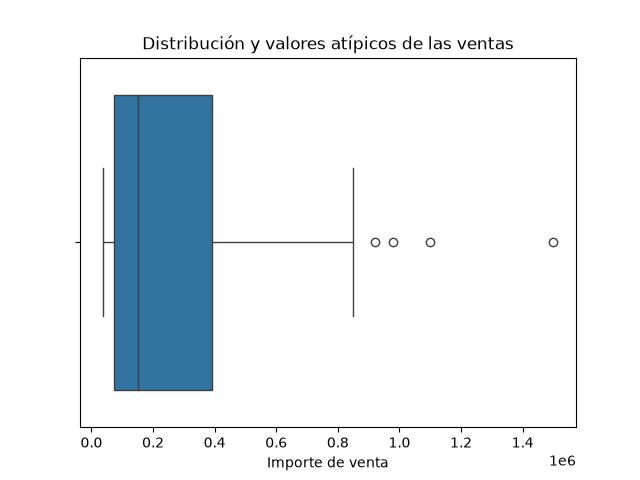 Distribución y valores atípicos de las ventas
0.0 0.2 0.4 0.6 0.8 1.0 1.2 1.4
1e6
Importe de venta